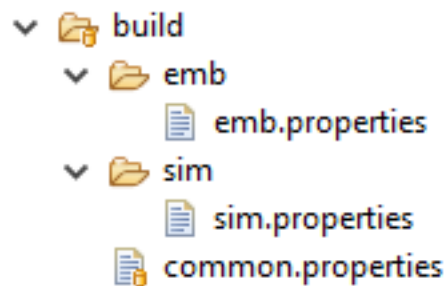 build
emb
emb.properties
sim
sim.properties
common.properties